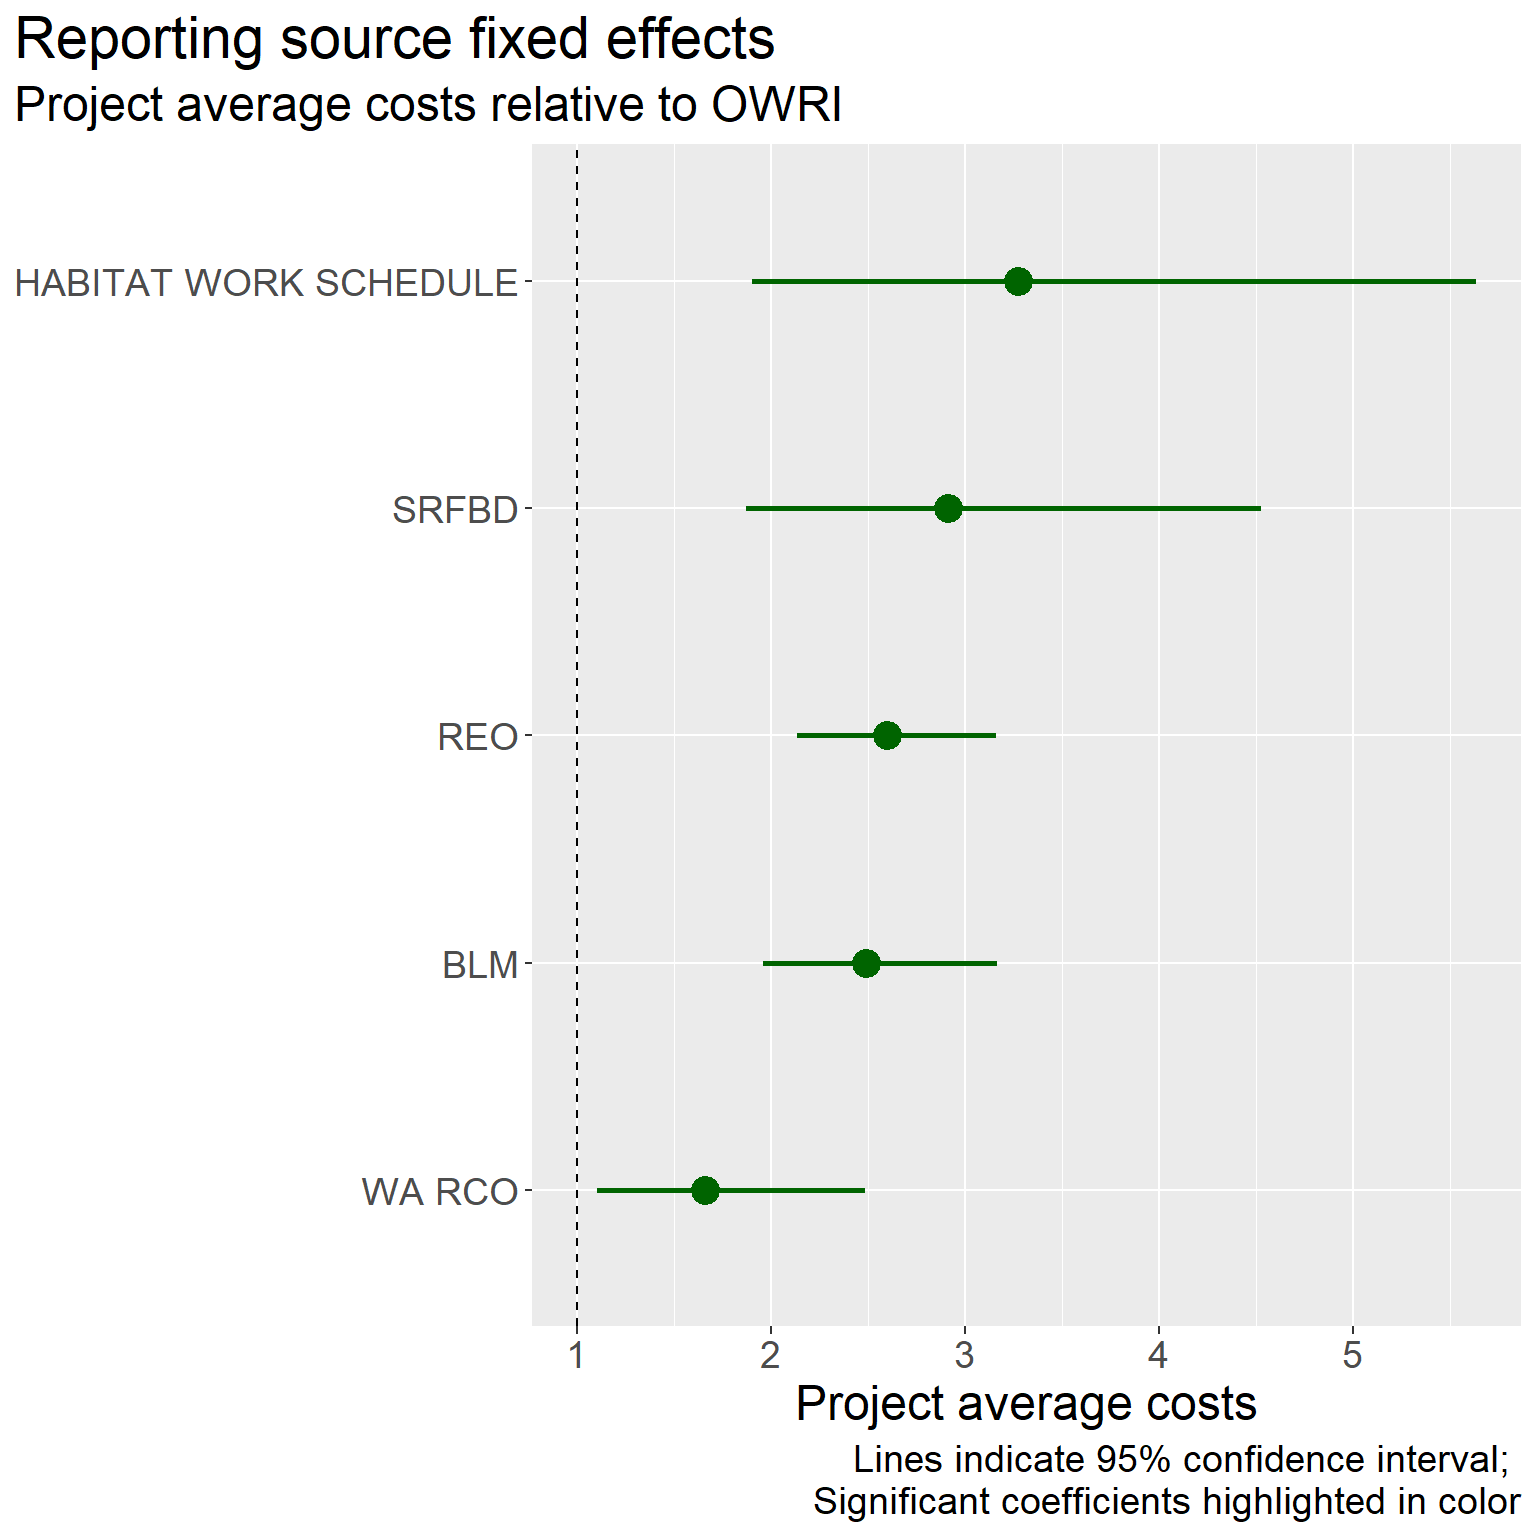 Reporting source fixed effects
Project average costs relative to OWRI
HABITAT WORK SCHEDULE
SRFBD
REO
BLM
WA RCO
1 2 3 4 5
Project average costs
Lines indicate 95% confidence interval;
Significant coefficients highlighted in color